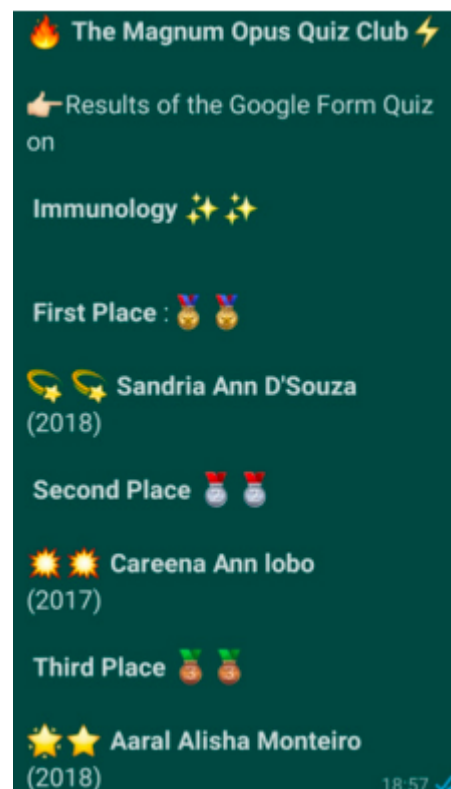 🔥 The Magnum Opus Quiz Club⚡
👉🏻Results of the Google Form Quiz
on
Immunology ✨✨
First Place :🏅🏅
💫💫 Sandria Ann D'Souza
(2018)
Second Place 🥈🥈
💥💥 Careena Ann lobo
(2017)
Third Place 🥉🥉
🌟⭐ Aaral Alisha Monteiro
(2018)
18:57